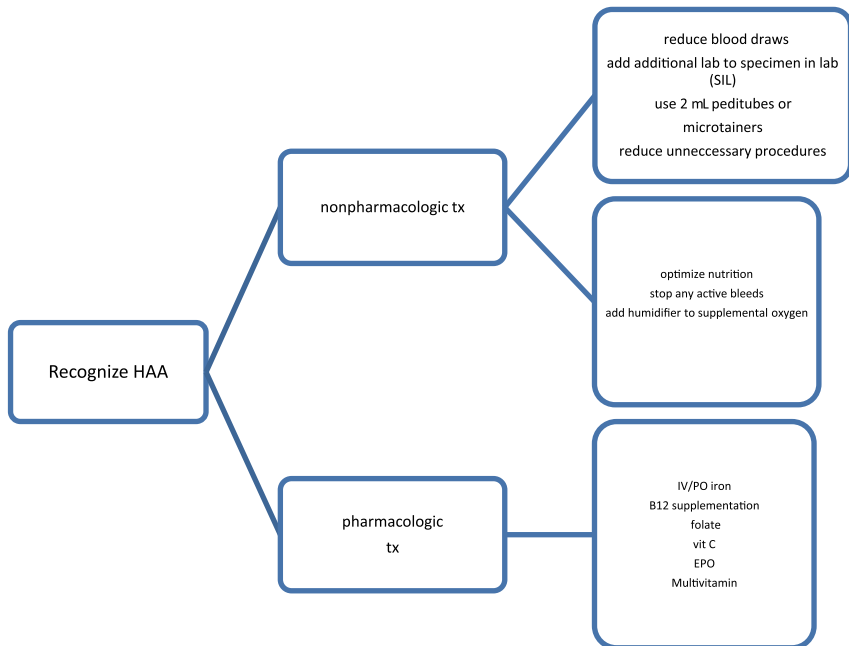 reduce blood draws
add additional lab to specimen in lab
(SIL)
use 2 mL peditubes or
microtainers
reduce unneccessary procedures
nonpharmacologic tx
optimize nutrition
stop any active bleeds
add humidifier to supplemental oxygen
Recognize HAA
pharmacologic
tx
IV/PO iron
B12 supplementation
folate
vit C
EPO
Multivitamin